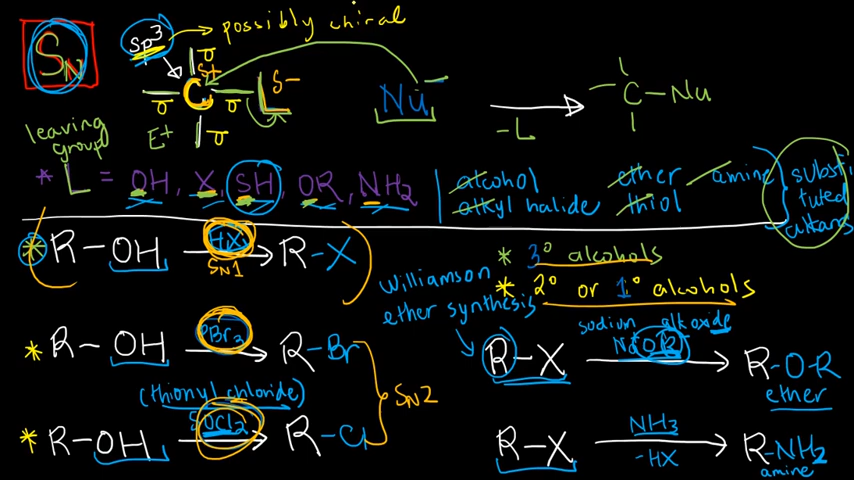 SN
sp³ → possibly chiral
σ
δ+
σ C σ L δ-
E+ σ
Nü-
-L
C-Nu
leaving group
* L = OH, X, SH, OR, NH2
alcohol ether amine
alkyl halide thiol
substituted alkans
* R-OH HX R-X
SN1
* 3° alcohols
* 2° or 1° alcohols
Williamson
ether synthesis
* R-OH PBr3 R-Br
(thionyl chloride)
* R-OH SOCl2 R-Cl
SN2
sodium alkoxide
R-X NaOR R-O-R
ether
R-X NH3 R-NH2
-HX amine